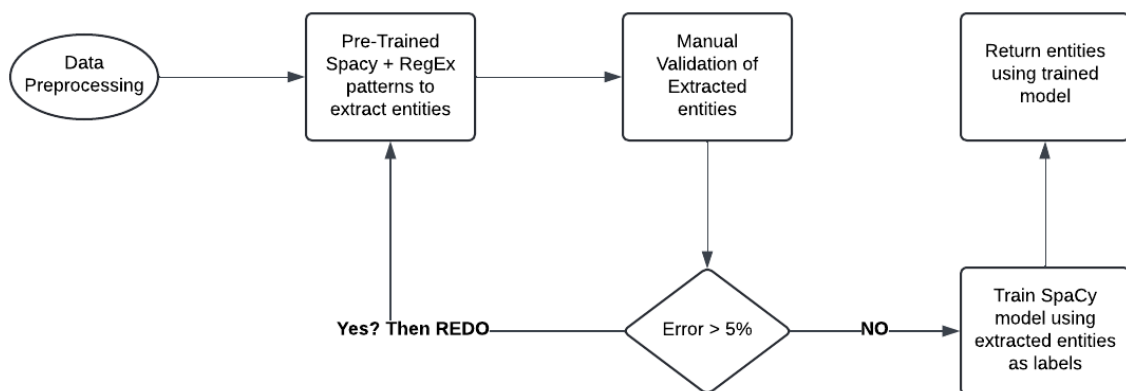 Data
Preprocessing
Pre-Trained
Spacy + RegEx
patterns to
extract entities
Manual
Validation of
Extracted
entities
Return entities
using trained
model
Yes? Then REDO
Error > 5%
NO
Train SpaCy
model using
extracted entities
as labels